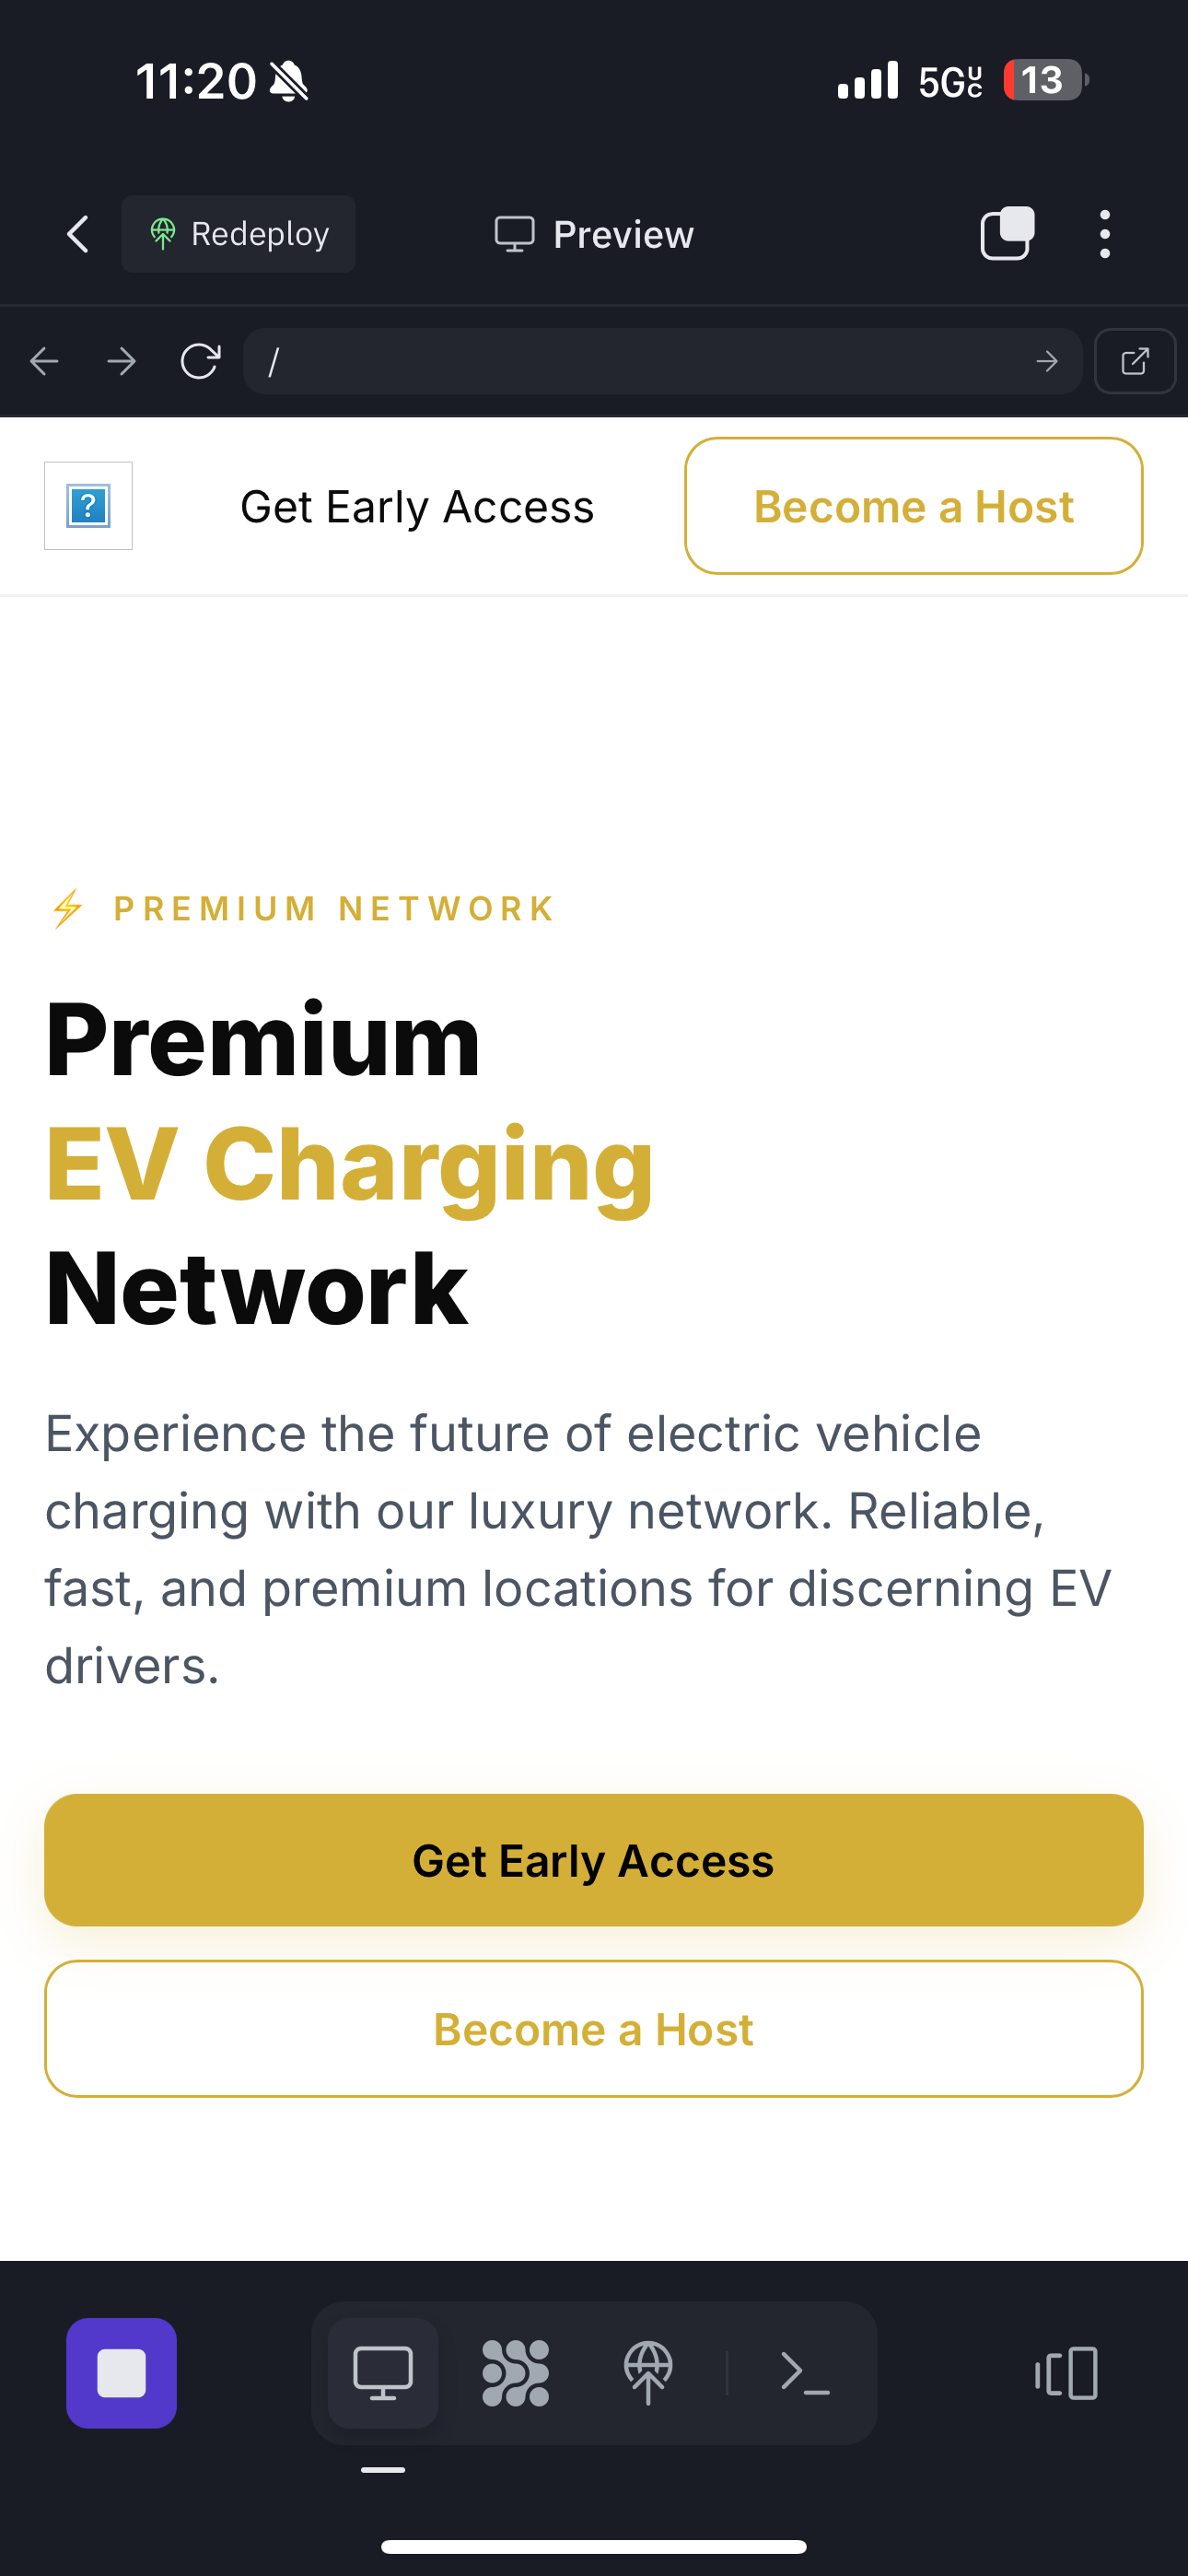 11:20
5G UC
13
Redeploy
Preview
/
?
Get Early Access
Become a Host
⚡ PREMIUM NETWORK
Premium
EV Charging
Network
Experience the future of electric vehicle
charging with our luxury network. Reliable,
fast, and premium locations for discerning EV
drivers.
Get Early Access
Become a Host